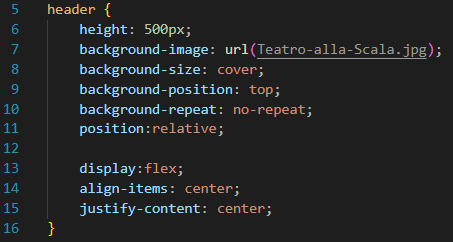 5 header {
6     height: 500px;
7     background-image: url(Teatro-alla-Scala.jpg);
8     background-size: cover;
9     background-position: top;
10     background-repeat: no-repeat;
11     position:relative;
12
13     display:flex;
14     align-items: center;
15     justify-content: center;
16 }